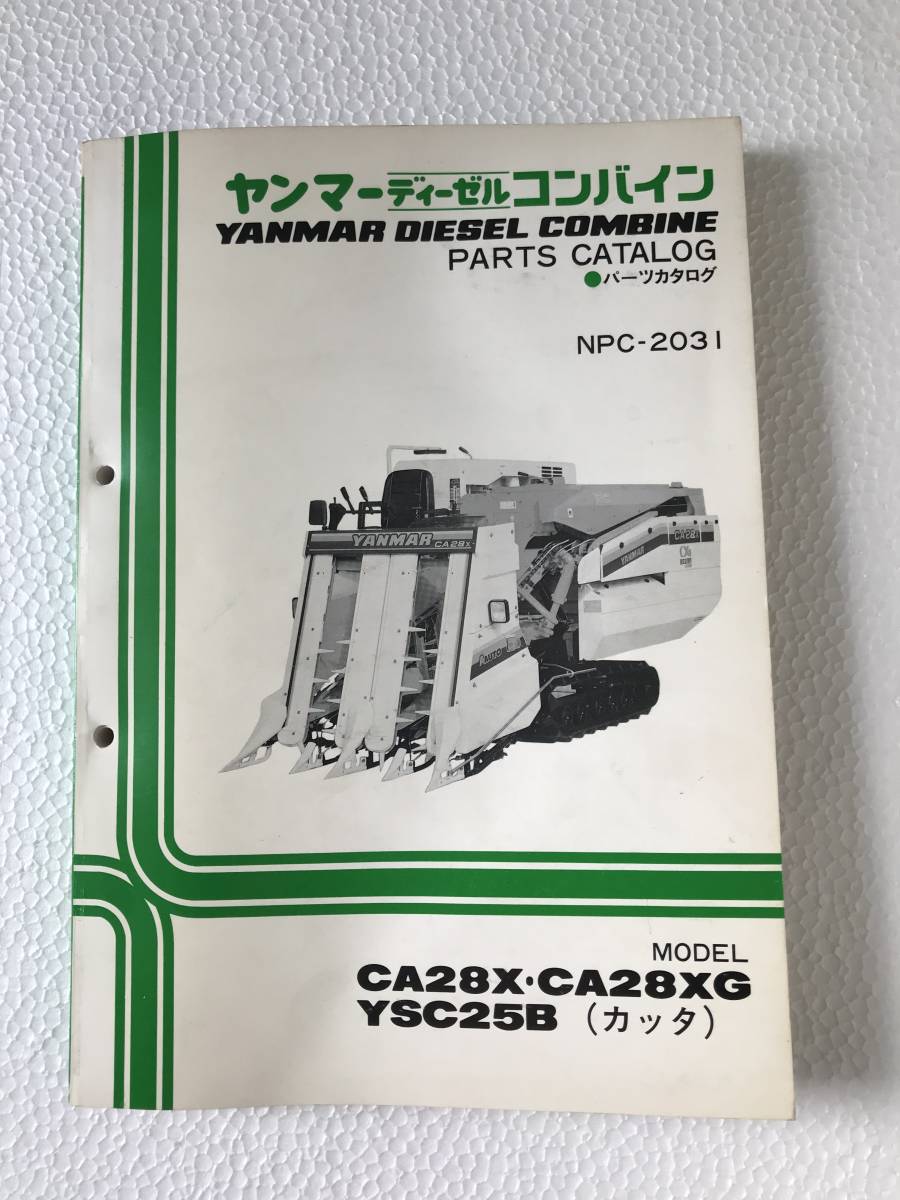 ヤンマーディーゼルコンバイン
YANMAR DIESEL COMBINE
PARTS CATALOG
●パーツカタログ
NPC-2031
YANMAR CA28X
YANMAR
CA28X
AUTO
MODEL
CA28X・CA28XG
YSC25B (カッタ)